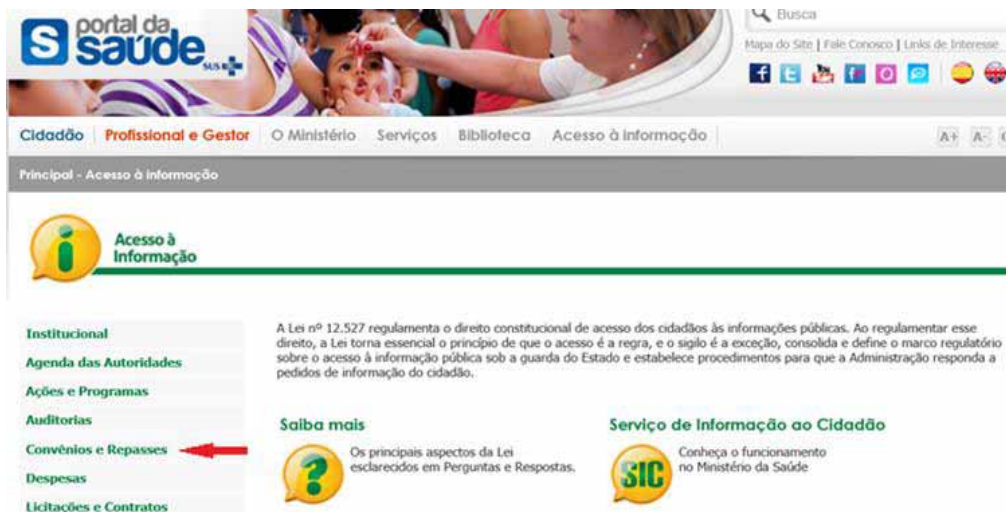 portal da
saúde
SUS
Busca
Mapa do Site | Fale Conosco | Links de Interesse
Cidadão | Profissional e Gestor | O Ministério Serviços Biblioteca Acesso à informação
A+ A-
Principal - Acesso à informação
Acesso à
Informação
Institucional
Agenda das Autoridades
Ações e Programas
Auditorias
Convênios e Repasses
Despesas
Licitações e Contratos
A Lei nº 12.527 regulamenta o direito constitucional de acesso dos cidadãos às informações públicas. Ao regulamentar esse
direito, a Lei torna essencial o princípio de que o acesso é a regra, e o sigilo é a exceção, consolida e define o marco regulatório
sobre o acesso à informação pública sob a guarda do Estado e estabelece procedimentos para que a Administração responda a
pedidos de informação do cidadão.
Saiba mais
Os principais aspectos da Lei
esclarecidos em Perguntas e Respostas.
Serviço de Informação ao Cidadão
SIC
Conheça o funcionamento
no Ministério da Saúde